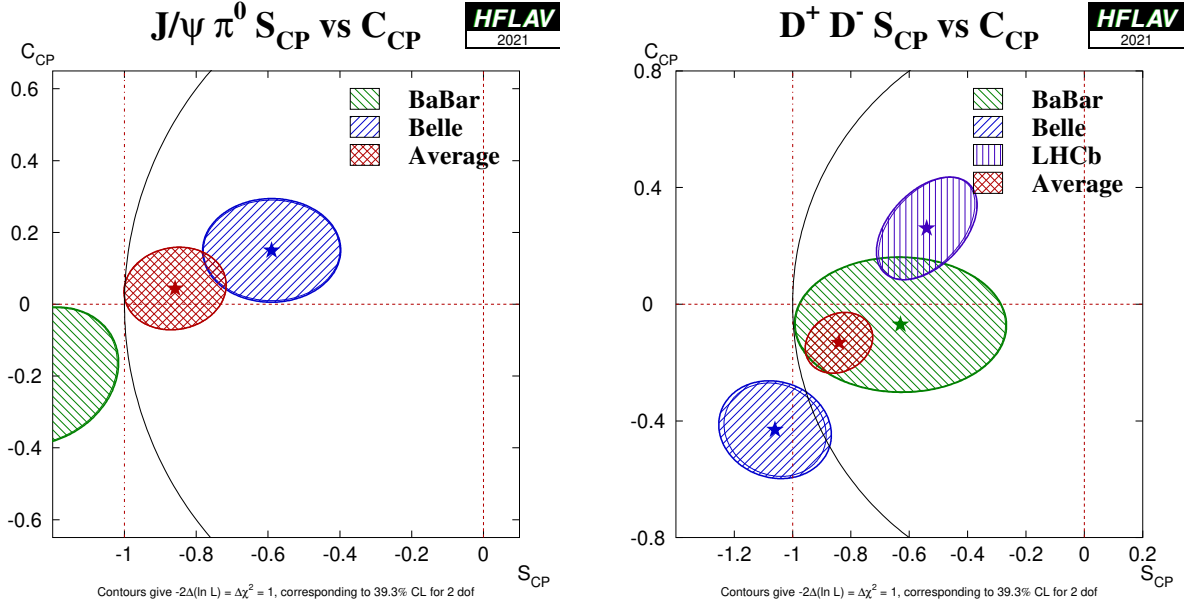 J/ψ π⁰ S_CP vs C_CP
HFLAV
2021
C_CP
BaBar
Belle
Average
0.6
0.4
0.2
0
-0.2
-0.4
-0.6
-1 -0.8 -0.6 -0.4 -0.2 0
S_CP
Contours give -2Δ(ln L) = Δχ² = 1, corresponding to 39.3% CL for 2 dof
D⁺ D⁻ S_CP vs C_CP
HFLAV
2021
C_CP
BaBar
Belle
LHCb
Average
0.8
0.4
0
-0.4
-0.8
-1.2 -1 -0.8 -0.6 -0.4 -0.2 0 0.2
S_CP
Contours give -2Δ(ln L) = Δχ² = 1, corresponding to 39.3% CL for 2 dof